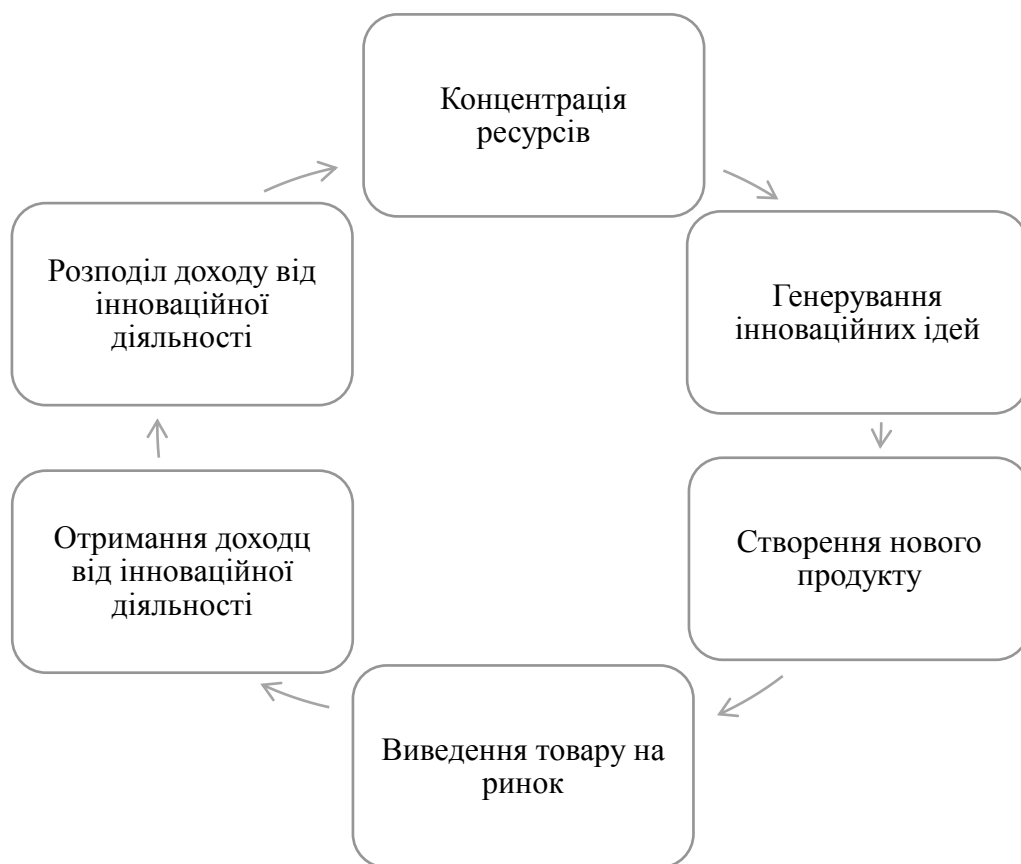 Концентрація
ресурсів
Генерування
інноваційних ідей
Створення нового
продукту
Виведення товару на
ринок
Отримання доходц
від інноваційної
діяльності
Розподіл доходу від
інноваційної
діяльності